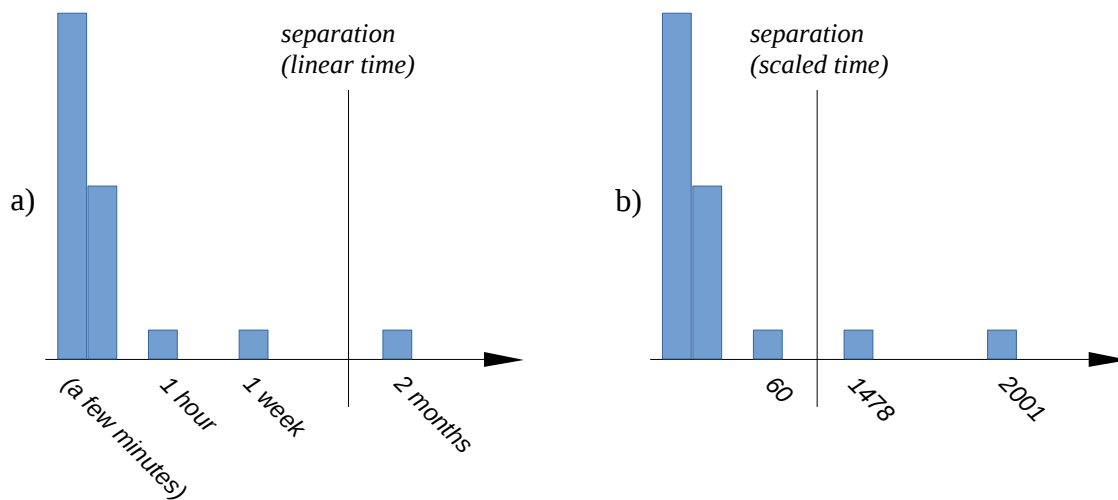 a)
separation
(linear time)
(a few minutes)
1 hour
1 week
2 months
b)
separation
(scaled time)
60
1478
2001